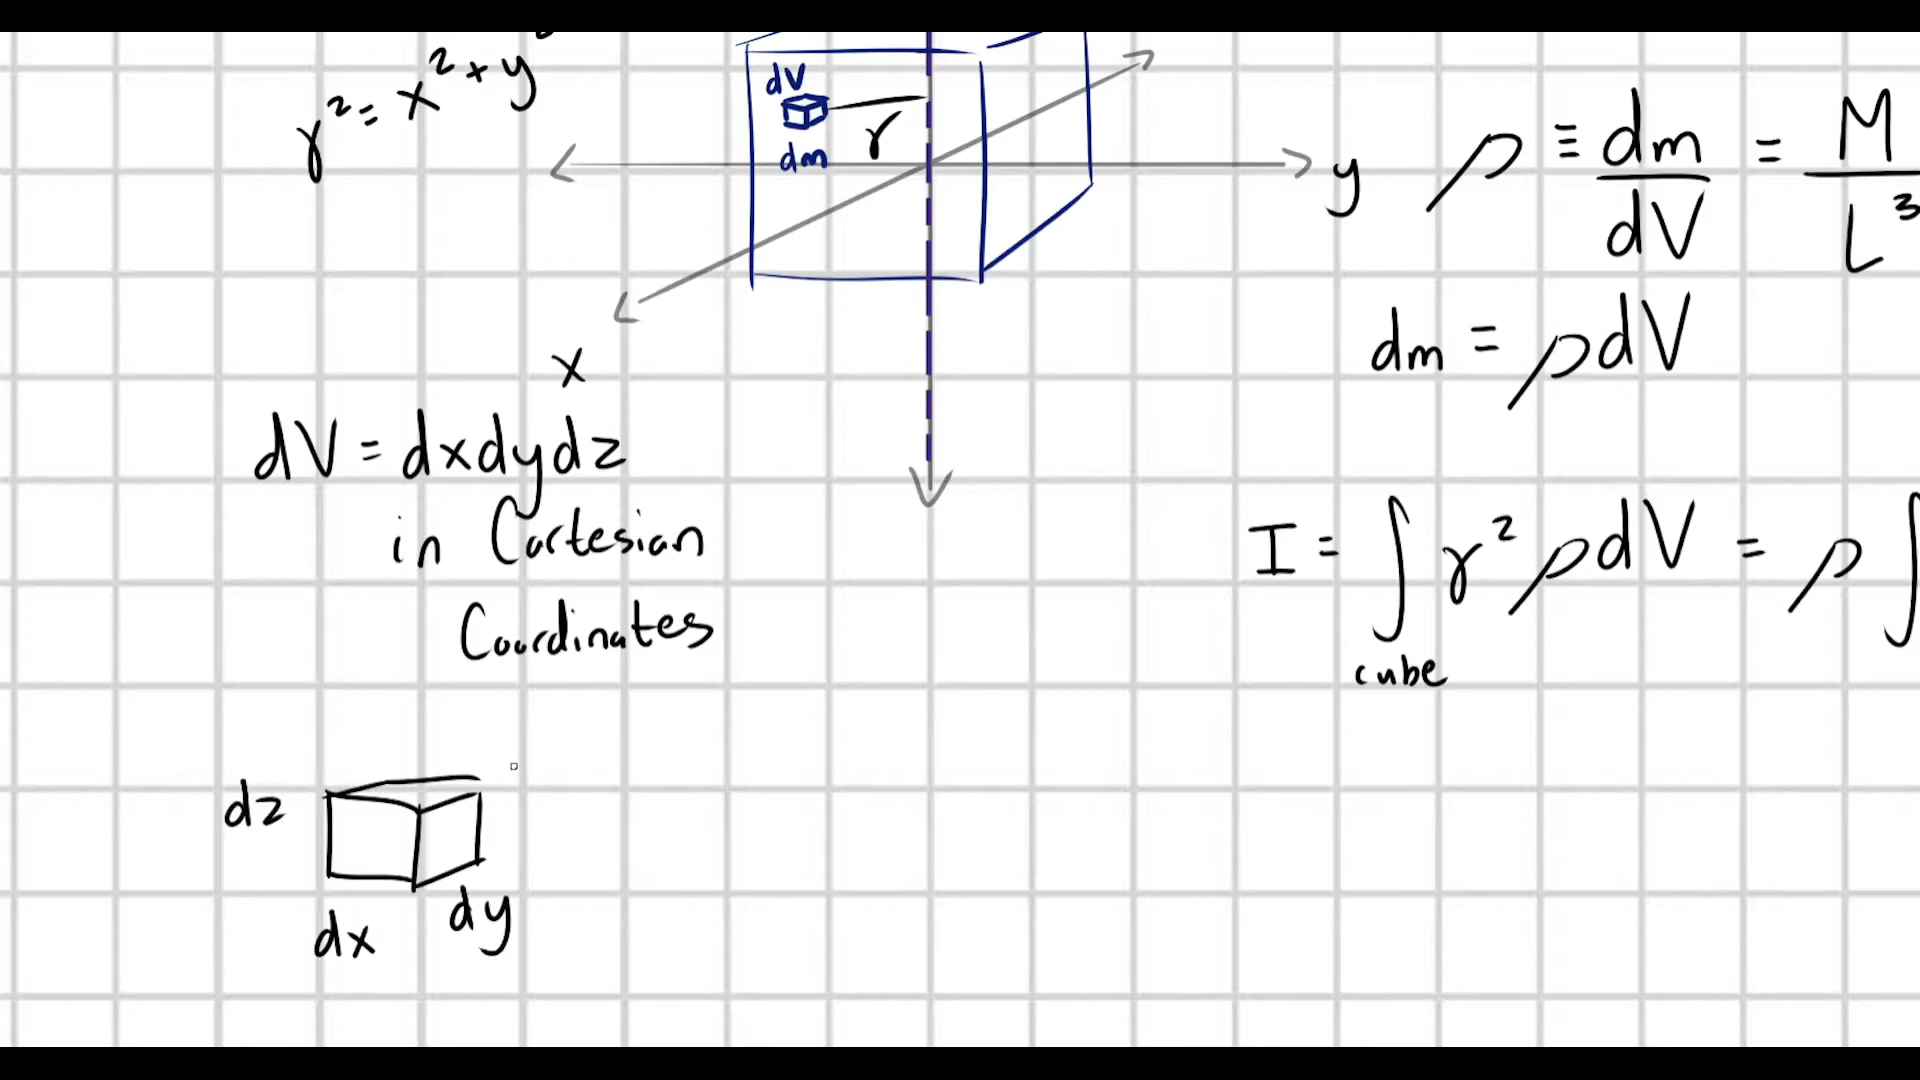 r² = x² + y
dV
r
dm
y
x
ρ ≡ dm/dV = M/L³
dm = ρdV
dV = dxdydz
in Cartesian
Coordinates
I = ∫ r² ρdV = ρ ∫
cube
dz
dx
dy